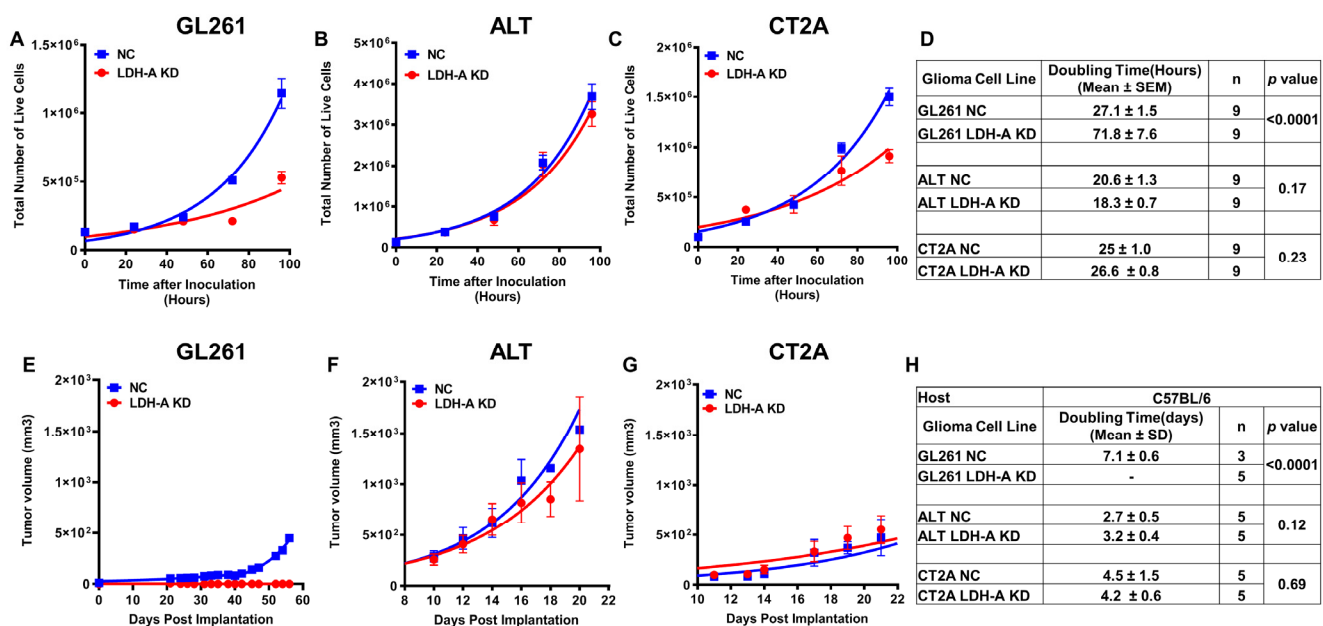 GL261
ALT
CT2A
A
1.5×10⁶
5×10⁵
0
NC
LDH-A KD
Total Number of Live Cells
0 20 40 60 80 100
Time after Inoculation
(Hours)
B
5×10⁶
4×10⁶
3×10⁶
2×10⁶
1×10⁶
0
NC
LDH-A KD
Total Number of Live Cells
0 20 40 60 80 100
Time after Inoculation
(Hours)
C
2×10⁶
1.5×10⁶
1×10⁶
5×10⁵
0
NC
LDH-A KD
Total Number of Live Cells
0 20 40 60 80 100
Time after Inoculation
(Hours)
D
Glioma Cell Line Doubling Time(Hours) n p value
(Mean ± SEM)
GL261 NC 27.1 ± 1.5 9
<0.0001
GL261 LDH-A KD 71.8 ± 7.6 9
ALT NC 20.6 ± 1.3 9
0.17
ALT LDH-A KD 18.3 ± 0.7 9
CT2A NC 25 ± 1.0 9
0.23
CT2A LDH-A KD 26.6 ± 0.8 9
GL261
ALT
CT2A
E
2×10³
1.5×10³
1×10³
5×10²
0
NC
LDH-A KD
Tumor volume (mm3)
0 10 20 30 40 50 60
Days Post Implantation
F
2×10³
1.5×10³
1×10³
5×10²
0
NC
LDH-A KD
Tumor volume (mm3)
8 10 12 14 16 18 20 22
Days Post Implantation
G
2×10³
1.5×10³
1×10³
5×10²
0
NC
LDH-A KD
Tumor volume (mm3)
10 12 14 16 18 20 22
Days Post Implantation
H
Host C57BL/6
Glioma Cell Line Doubling Time(days) n p value
(Mean ± SD)
GL261 NC 7.1 ± 0.6 3
<0.0001
GL261 LDH-A KD - 5
ALT NC 2.7 ± 0.5 5
0.12
ALT LDH-A KD 3.2 ± 0.4 5
CT2A NC 4.5 ± 1.5 5
0.69
CT2A LDH-A KD 4.2 ± 0.6 5